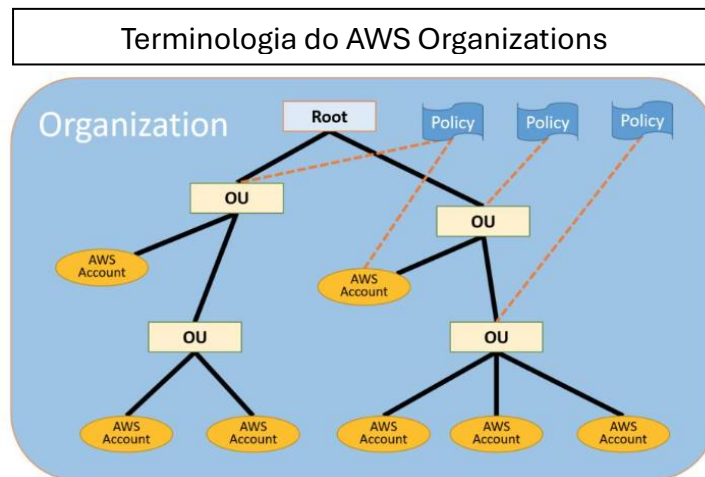 Terminologia do AWS Organizations
Organization
Root
Policy
Policy
Policy
OU
OU
AWS
Account
AWS
Account
OU
OU
AWS
Account
AWS
Account
AWS
Account
AWS
Account
AWS
Account